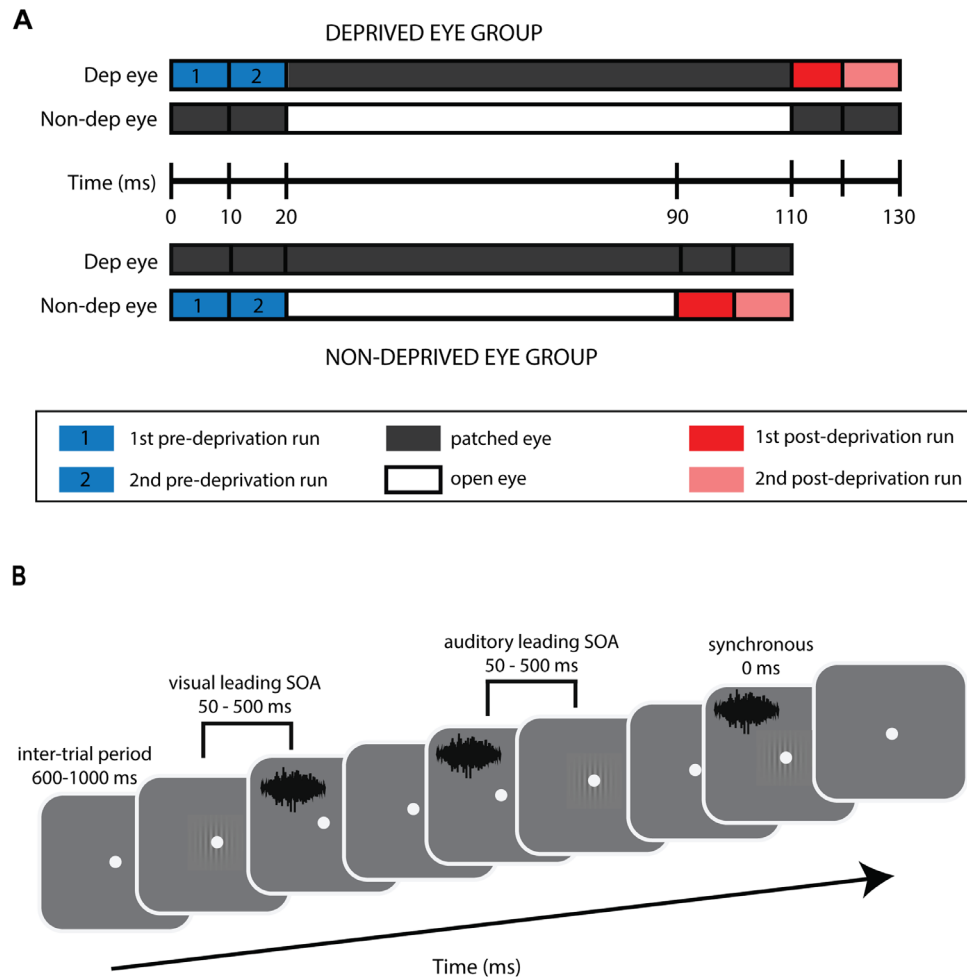 A
DEPRIVED EYE GROUP
Dep eye 1 2
Non-dep eye
Time (ms)
0 10 20 90 110 130
Dep eye
Non-dep eye 1 2
NON-DEPRIVED EYE GROUP
1 1st pre-deprivation run patched eye 1st post-deprivation run
2 2nd pre-deprivation run open eye 2nd post-deprivation run
B
inter-trial period
600-1000 ms
visual leading SOA
50 - 500 ms
auditory leading SOA
50 - 500 ms
synchronous
0 ms
Time (ms)